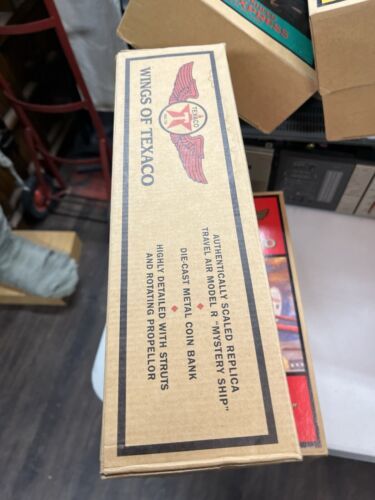 TEXACO
WINGS OF TEXACO
AUTHENTICALLY SCALED REPLICA
TRAVEL AIR MODEL R "MYSTERY SHIP"
DIE-CAST METAL COIN BANK
HIGHLY DETAILED WITH STRUTS
AND ROTATING PROPELLOR
EXPRESS